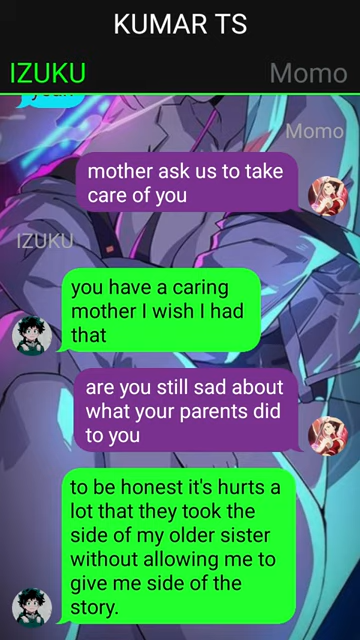 KUMAR TS
IZUKU Momo
Momo
mother ask us to take
care of you
IZUKU
you have a caring
mother I wish I had
that
are you still sad about
what your parents did
to you
to be honest it's hurts a
lot that they took the
side of my older sister
without allowing me to
give me side of the
story.